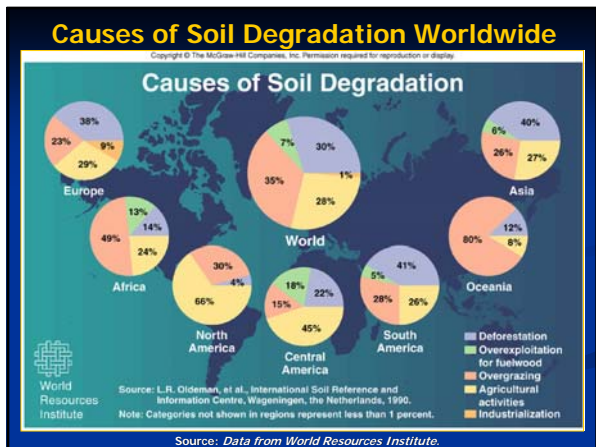 Causes of Soil Degradation Worldwide
Copyright © The McGraw-Hill Companies, Inc. Permission required for reproduction or display.
Causes of Soil Degradation
38%
9%
29%
23%
Europe
7%
30%
1%
28%
35%
World
6%
40%
27%
26%
Asia
13%
14%
24%
49%
Africa
30%
4%
66%
North
America
18%
22%
45%
15%
Central
America
5%
41%
26%
28%
South
America
12%
8%
80%
Oceania
Deforestation
Overexploitation
for fuelwood
Overgrazing
Agricultural
activities
Industrialization
World
Resources
Institute
Source: L.R. Oldeman, et al., International Soil Reference and
Information Centre, Wageningen, the Netherlands, 1990.
Note: Categories not shown in regions represent less than 1 percent.
Source: Data from World Resources Institute.